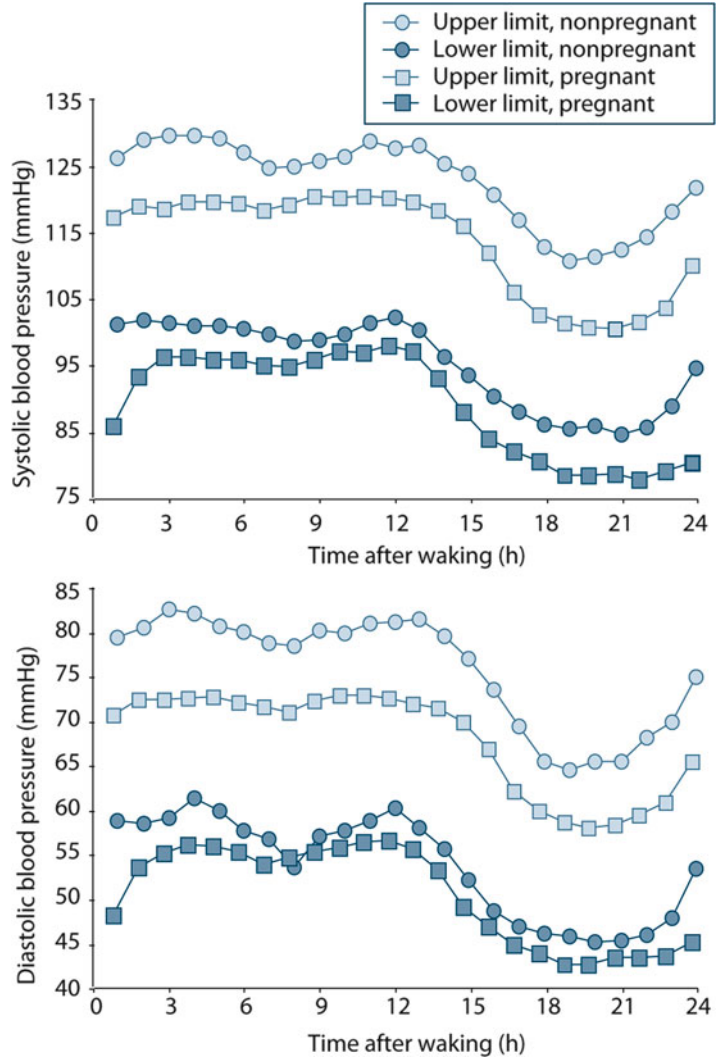 Upper limit, nonpregnant
Lower limit, nonpregnant
Upper limit, pregnant
Lower limit, pregnant
Systolic blood pressure (mmHg)
135
125
115
105
95
85
75
0 3 6 9 12 15 18 21 24
Time after waking (h)
Diastolic blood pressure (mmHg)
85
80
75
70
65
60
55
50
45
40
0 3 6 9 12 15 18 21 24
Time after waking (h)